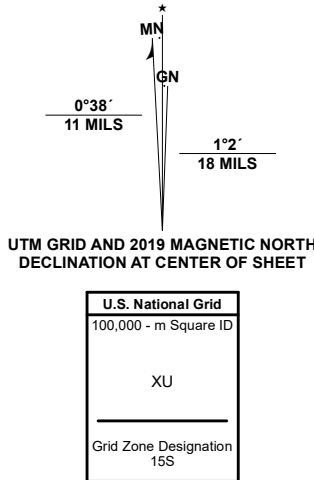 ★
MN
GN
0°38´
11 MILS
1°2´
18 MILS
UTM GRID AND 2019 MAGNETIC NORTH
DECLINATION AT CENTER OF SHEET
U.S. National Grid
100,000 - m Square ID
XU
Grid Zone Designation
15S